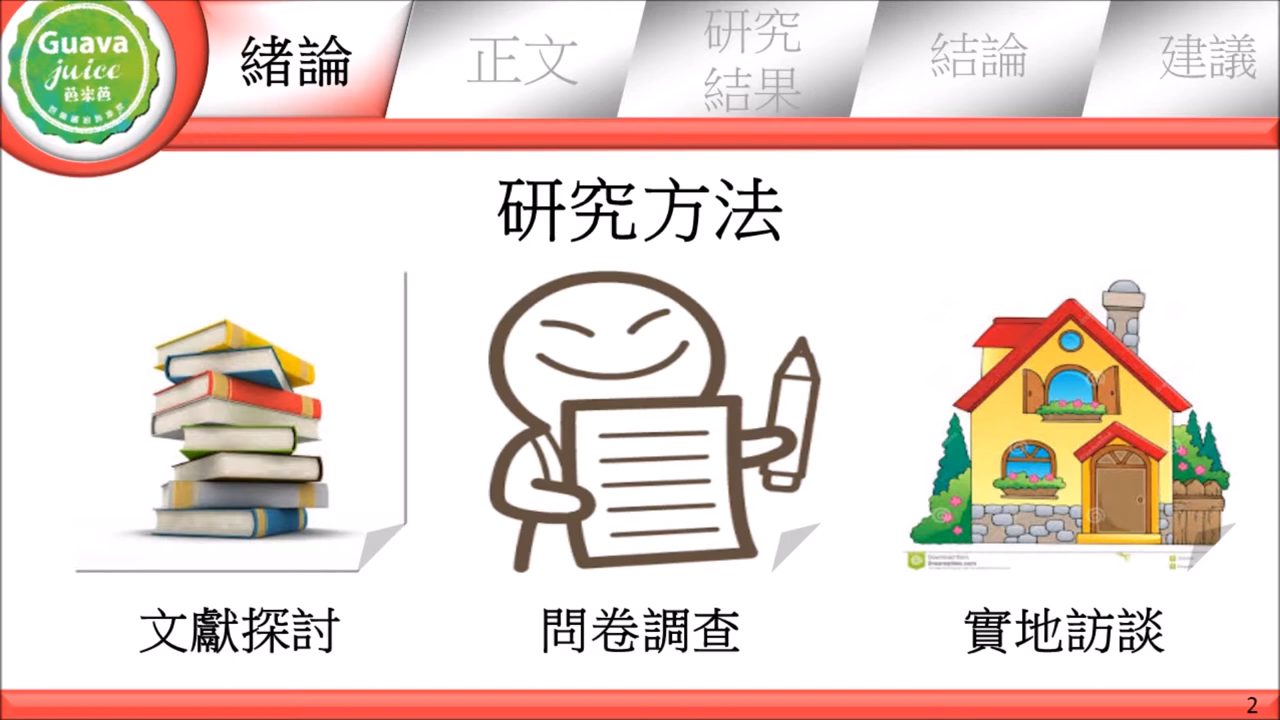 Guava
juice
芭米芭
緒論
正文
研究
結果
結論
建議
研究方法
文獻探討
問卷調查
實地訪談
2